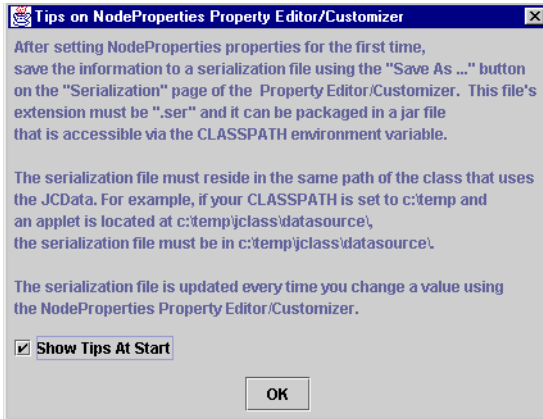 Tips on NodeProperties Property Editor/Customizer
After setting NodeProperties properties for the first time,
save the information to a serialization file using the "Save As ..." button
on the "Serialization" page of the  Property Editor/Customizer.  This file's
extension must be ".ser" and it can be packaged in a jar file
that is accessible via the CLASSPATH environment variable.
The serialization file must reside in the same path of the class that uses
the JCData. For example, if your CLASSPATH is set to c:\temp and
an applet is located at c:\temp\jclass\datasource\,
the serialization file must be in c:\temp\jclass\datasource\.
The serialization file is updated every time you change a value using
the NodeProperties Property Editor/Customizer.
Show Tips At Start
OK